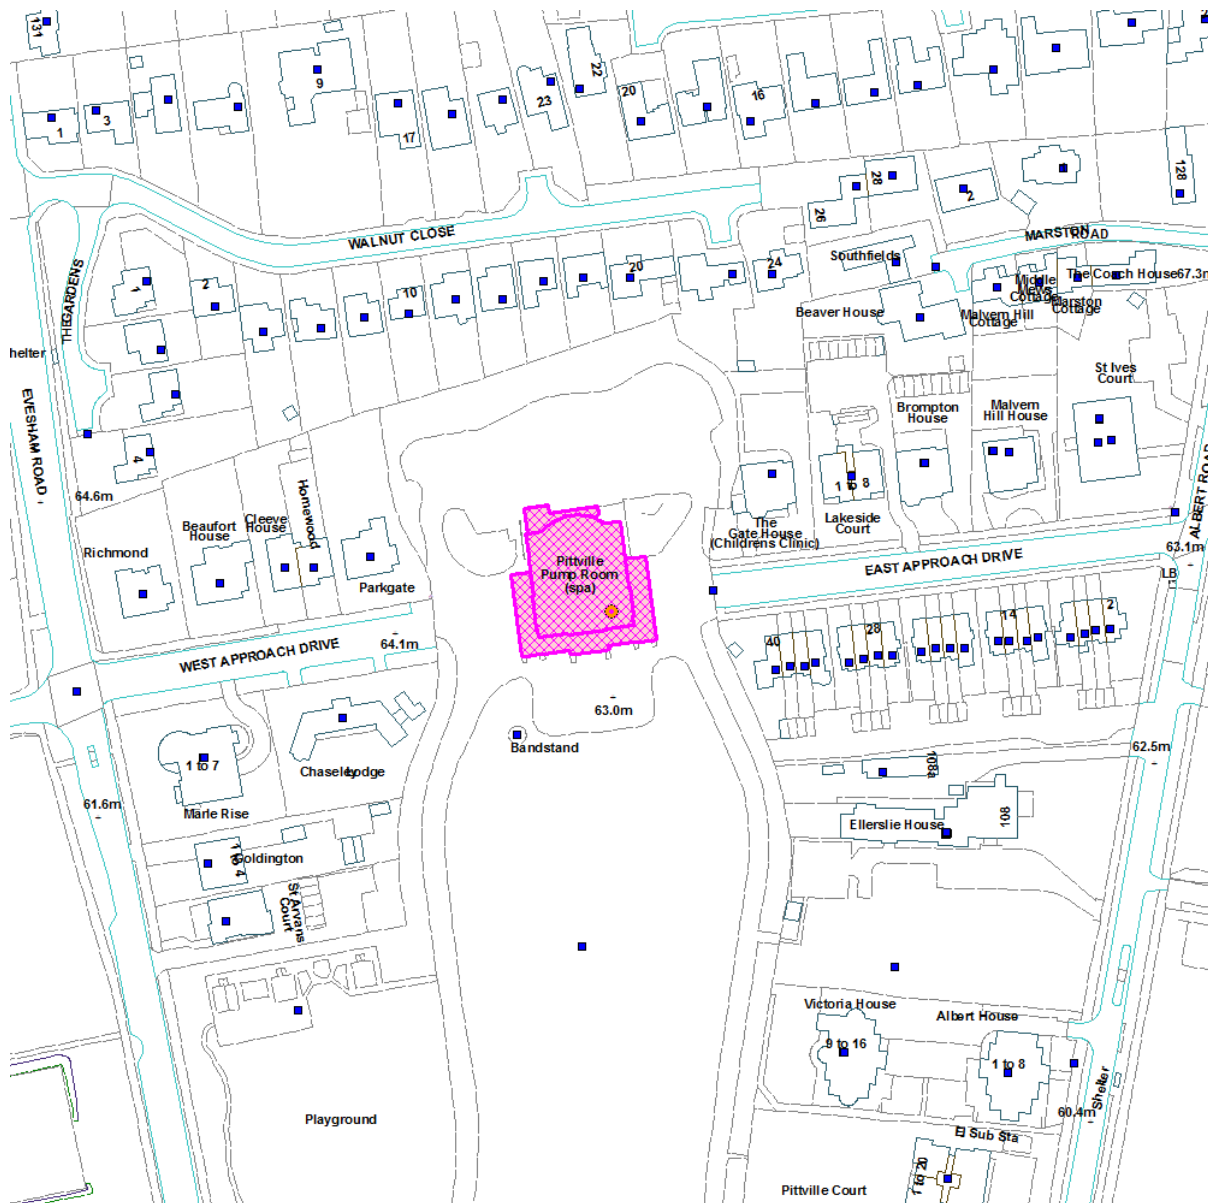 131
9
22
23
20
16
17
1
3
128
28
2
26
WALNUT CLOSE
MARSTON
ROAD
Southfields
THE GARDENS
1
2
10
20
24
The Coach House
67.3m
Middle
Mews
Cottage
Marston
Cottage
Malvern Hill
Cottage
Beaver House
helter
EVESHAM ROAD
4
64.6m
St Ives
Court
Brompton
House
Malvern
Hill House
ALBERT ROAD
Homewood
Cleeve
House
Beaufort
House
Richmond
Parkgate
1 to 8
Lakeside
Court
The
Gate House
(Childrens Clinic)
Pittville
Pump Room
(spa)
EAST APPROACH DRIVE
63.1m
LB
WEST APPROACH DRIVE
64.1m
40
28
14
2
63.0m
Bandstand
62.5m
1 to 7
Marle Rise
Chaseley
Lodge
61.6m
108a
Ellerslie House
108
1 to 4
Goldington
St Arvans
Court
Victoria House
9 to 16
Albert House
1 to 8
Shelter
60.4m
El Sub Sta
Playground
1 to 20
Pittville Court